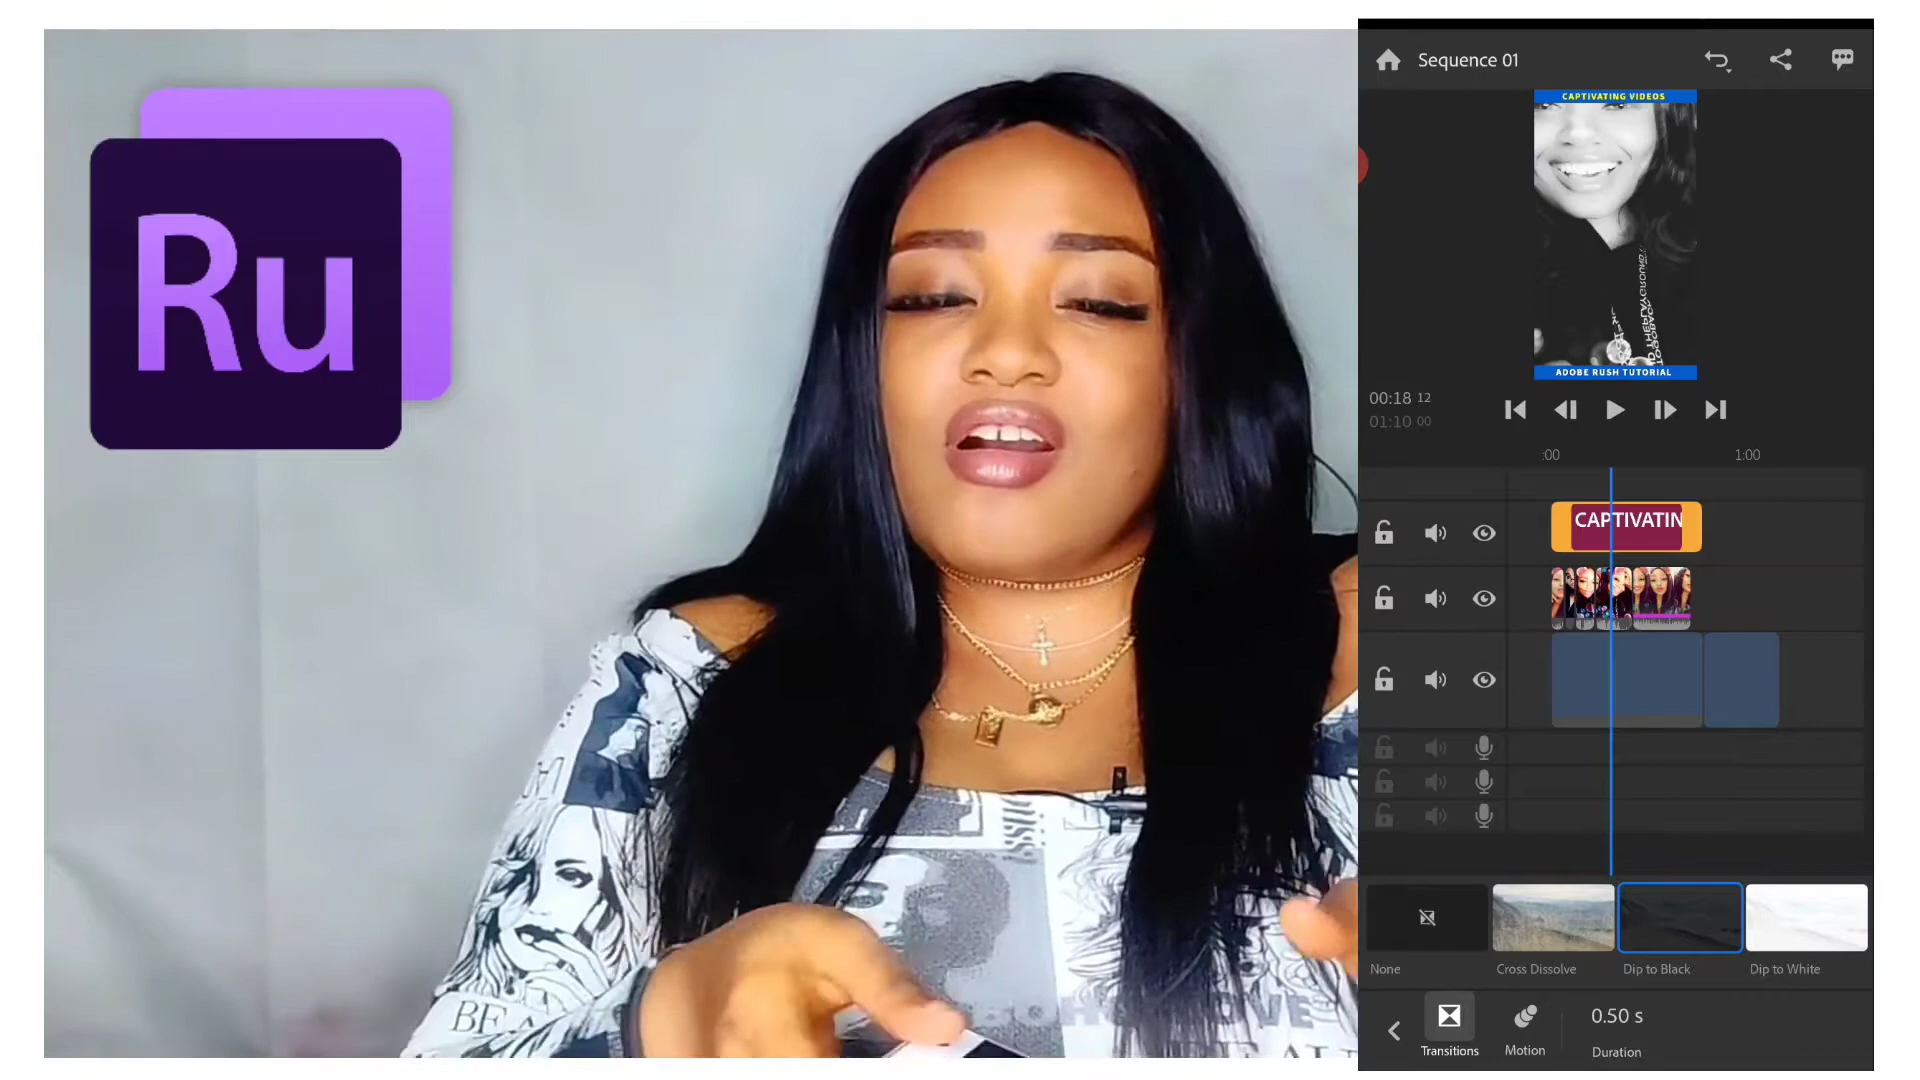 Ru
BE A
Sequence 01
CAPTIVATING VIDEOS
ADOBE RUSH TUTORIAL
00:18 12
01:10 00
:00
1:00
CAPTIVATIN
None
Cross Dissolve
Dip to Black
Dip to White
Transitions
Motion
0.50 s
Duration